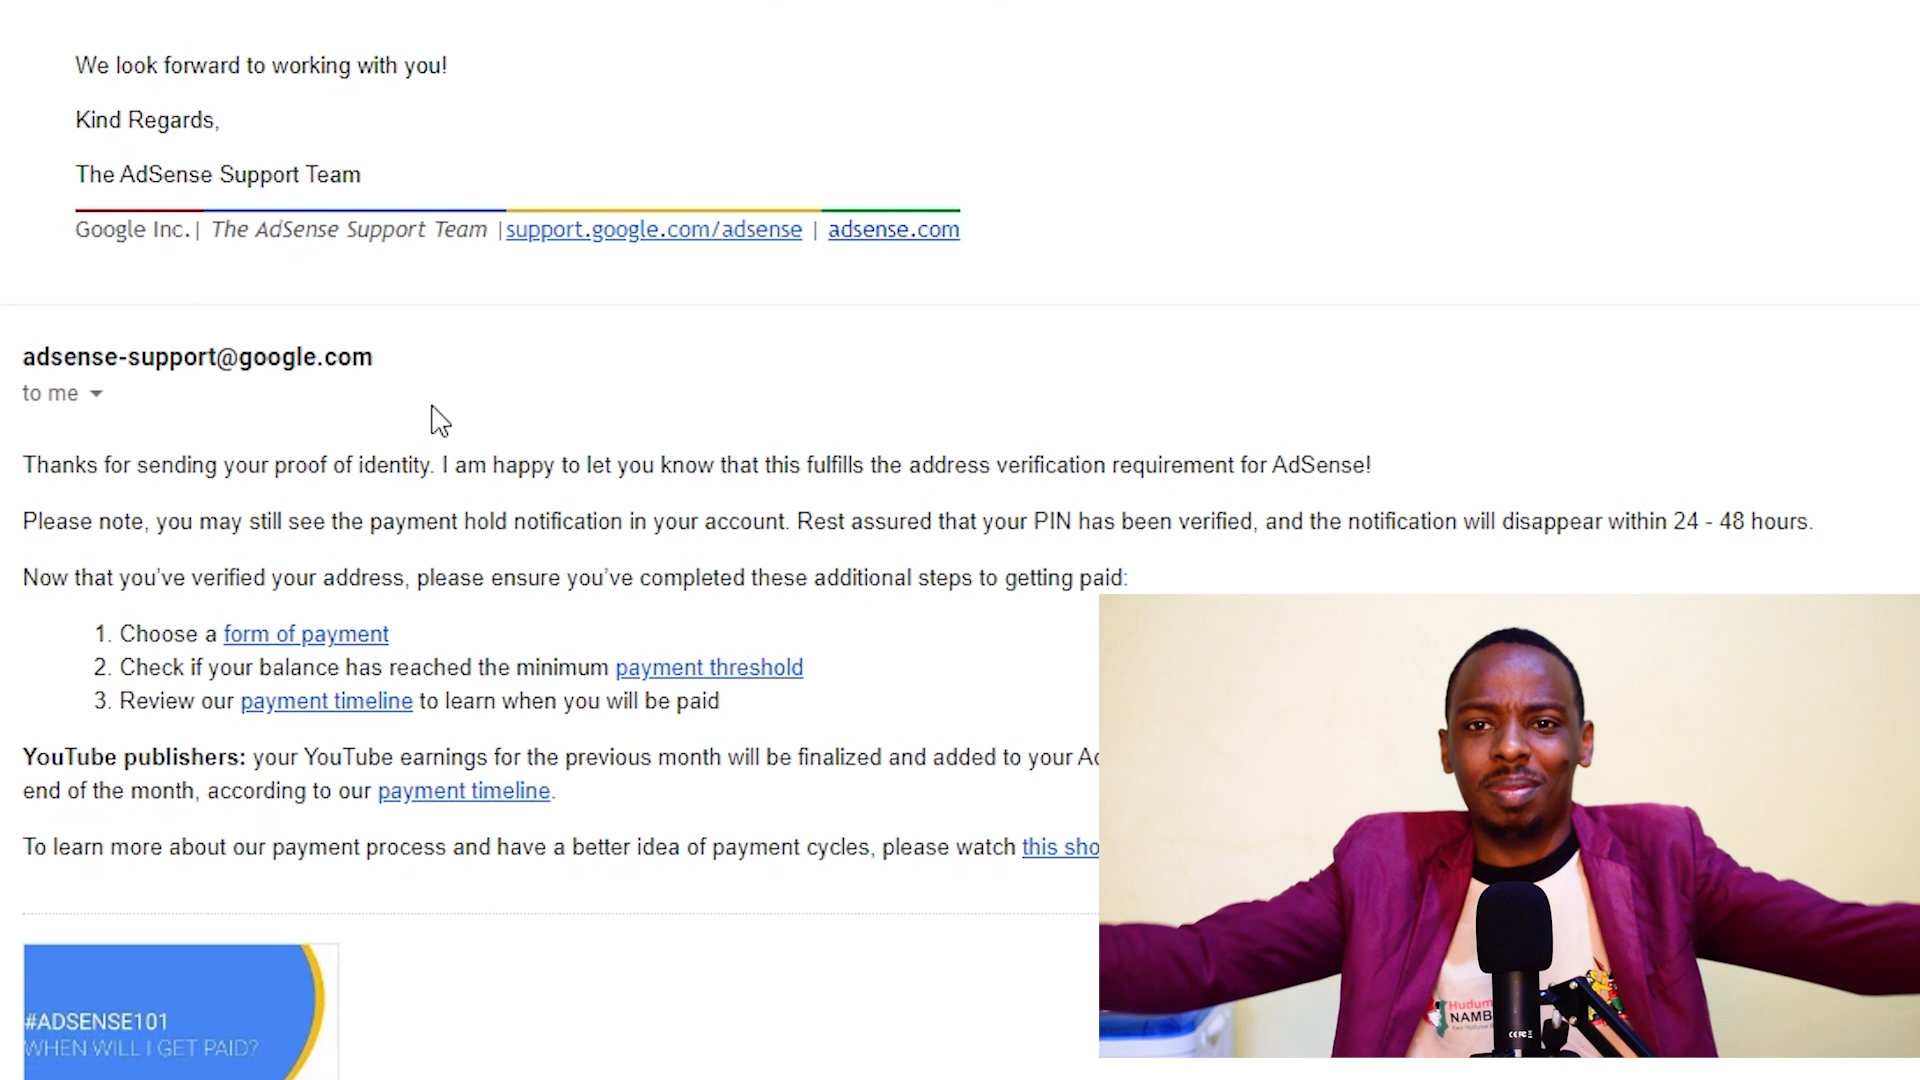 We look forward to working with you!
Kind Regards,
The AdSense Support Team
Google Inc.| The AdSense Support Team |support.google.com/adsense | adsense.com
adsense-support@google.com
to me
Thanks for sending your proof of identity. I am happy to let you know that this fulfills the address verification requirement for AdSense!
Please note, you may still see the payment hold notification in your account. Rest assured that your PIN has been verified, and the notification will disappear within 24 - 48 hours.
Now that you've verified your address, please ensure you've completed these additional steps to getting paid:
1. Choose a form of payment
2. Check if your balance has reached the minimum payment threshold
3. Review our payment timeline to learn when you will be paid
YouTube publishers: your YouTube earnings for the previous month will be finalized and added to your
end of the month, according to our payment timeline.
To learn more about our payment process and have a better idea of payment cycles, please watch this
#ADSENSE101
WHEN WILL I GET PAID?
Hudum
NAMB